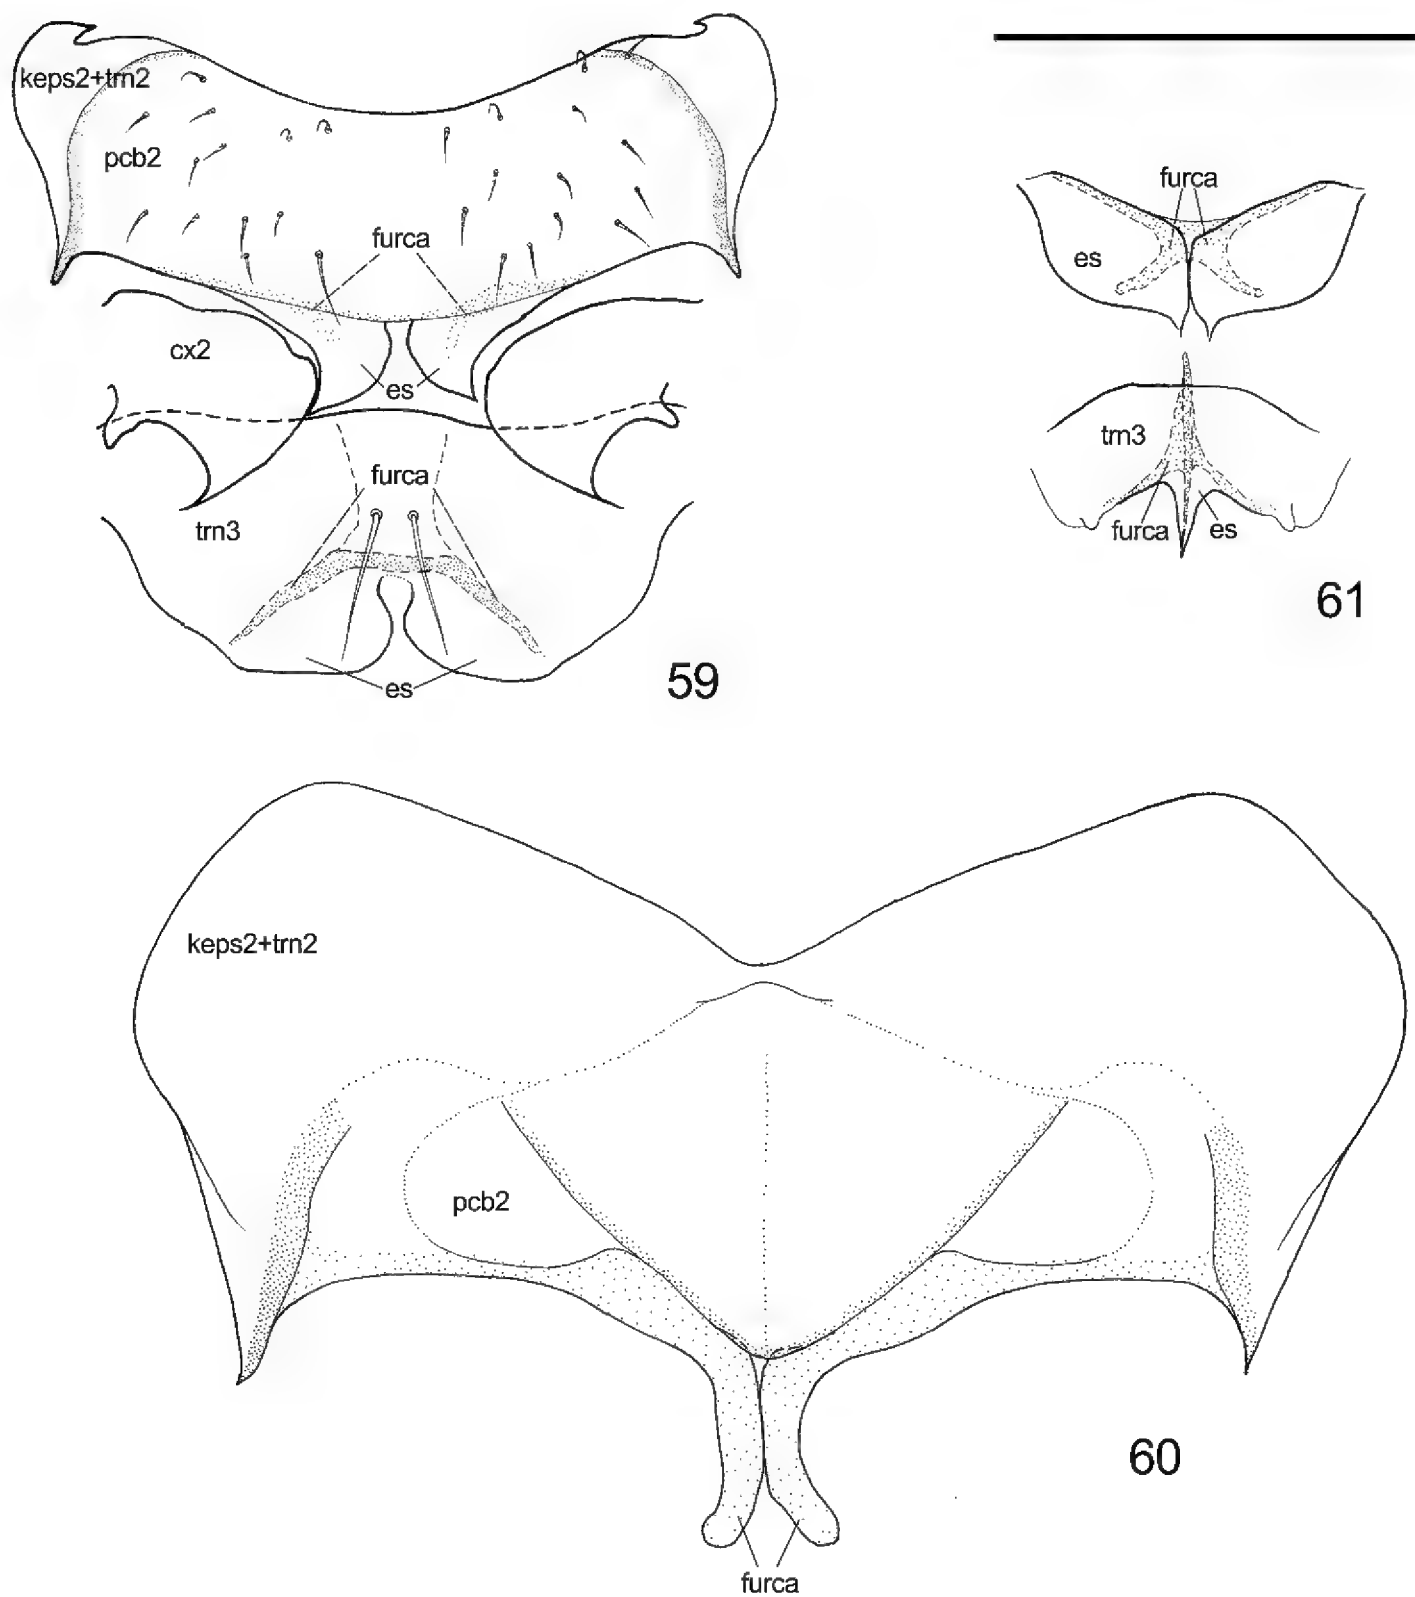 keps2+trn2
pcb2
furca
cx2
es
furca
trn3
es
59
furca
es
trn3
furca
es
61
keps2+trn2
pcb2
60
furca